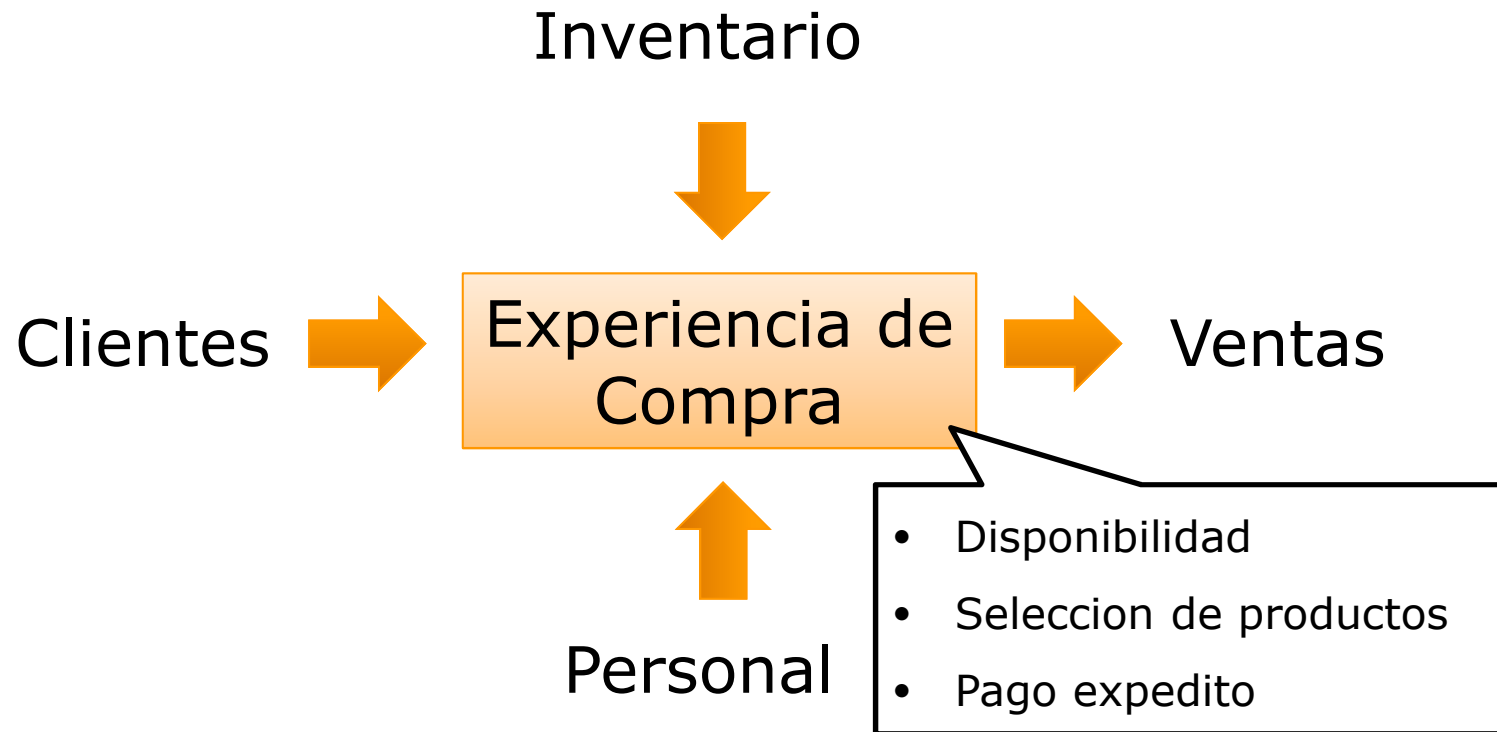 Inventario
Clientes
Experiencia de
Compra
Ventas
Personal
• Disponibilidad
• Seleccion de productos
• Pago expedito